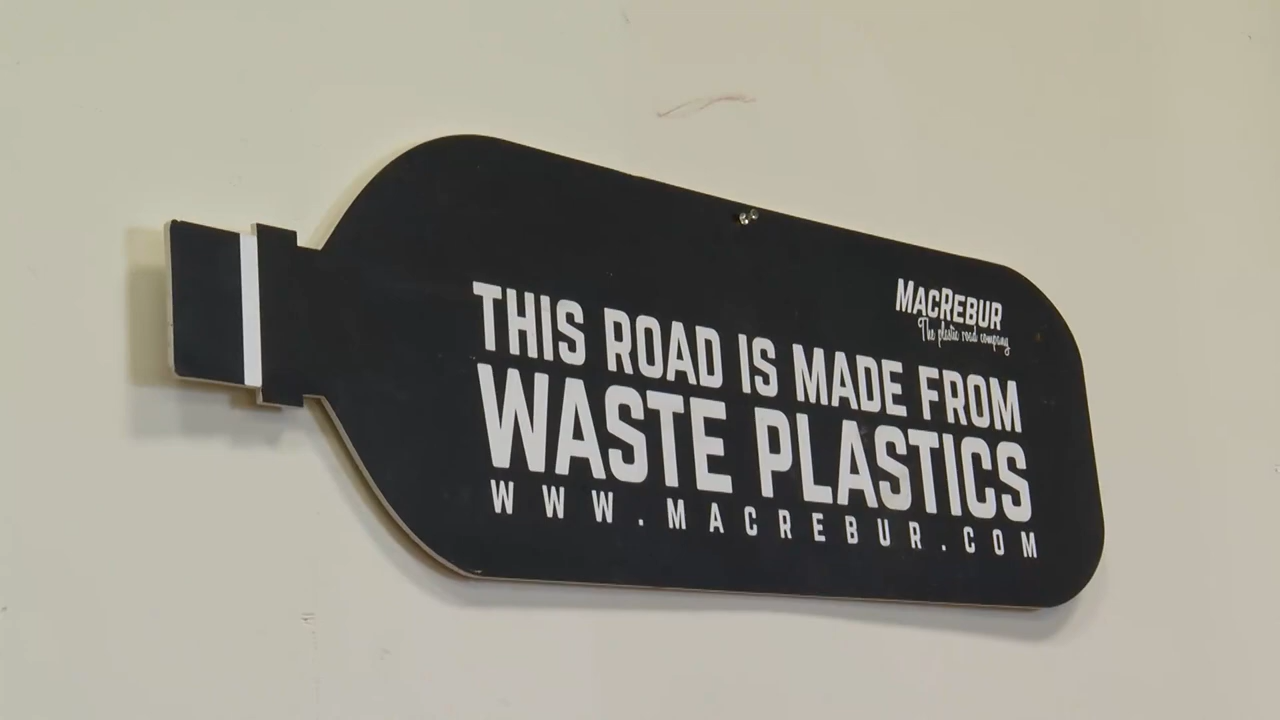 MACREBUR
The plastic road company
THIS ROAD IS MADE FROM
WASTE PLASTICS
WWW.MACREBUR.COM